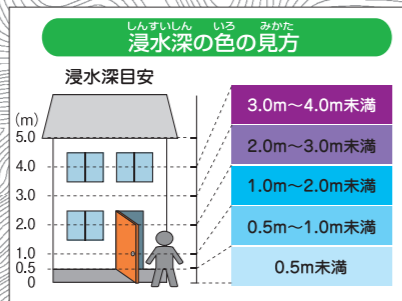 しんすいしん いろ みかた
浸水深の色の見方
浸水深目安
(m)
5.0
4.0
3.0
2.0
1.0
0.5
0
3.0m～4.0m未満
2.0m～3.0m未満
1.0m～2.0m未満
0.5m～1.0m未満
0.5m未満